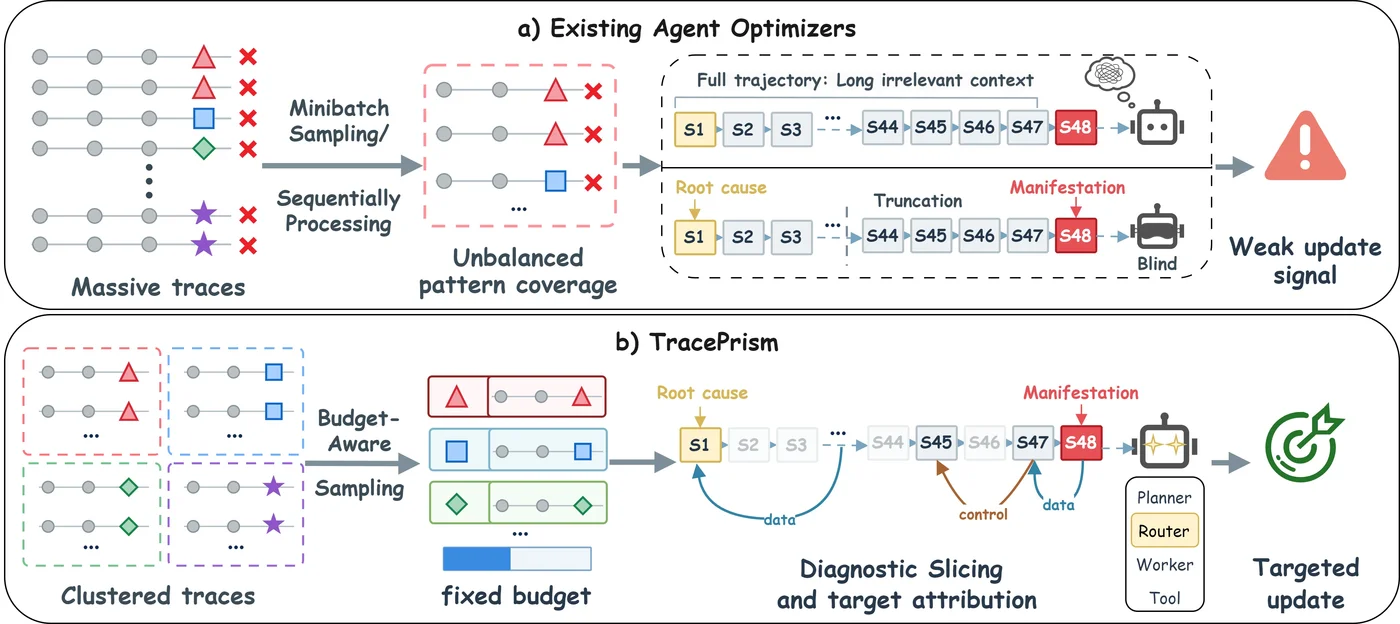 a) Existing Agent Optimizers
Minibatch
Sampling/
Sequentially
Processing
Massive traces
...
Unbalanced
pattern coverage
Full trajectory: Long irrelevant context
S1 S2 S3 ... S44 S45 S46 S47 S48
Root cause
Truncation
Manifestation
S1 S2 S3 ... S44 S45 S46 S47 S48
Blind
Weak update
signal
b) TracePrism
...
...
...
...
Clustered traces
Budget-
Aware
Sampling
...
fixed budget
Root cause
Manifestation
S1 S2 S3 ... S44 S45 S46 S47 S48
data
control
data
Diagnostic Slicing
and target attribution
Planner
Router
Worker
Tool
Targeted
update